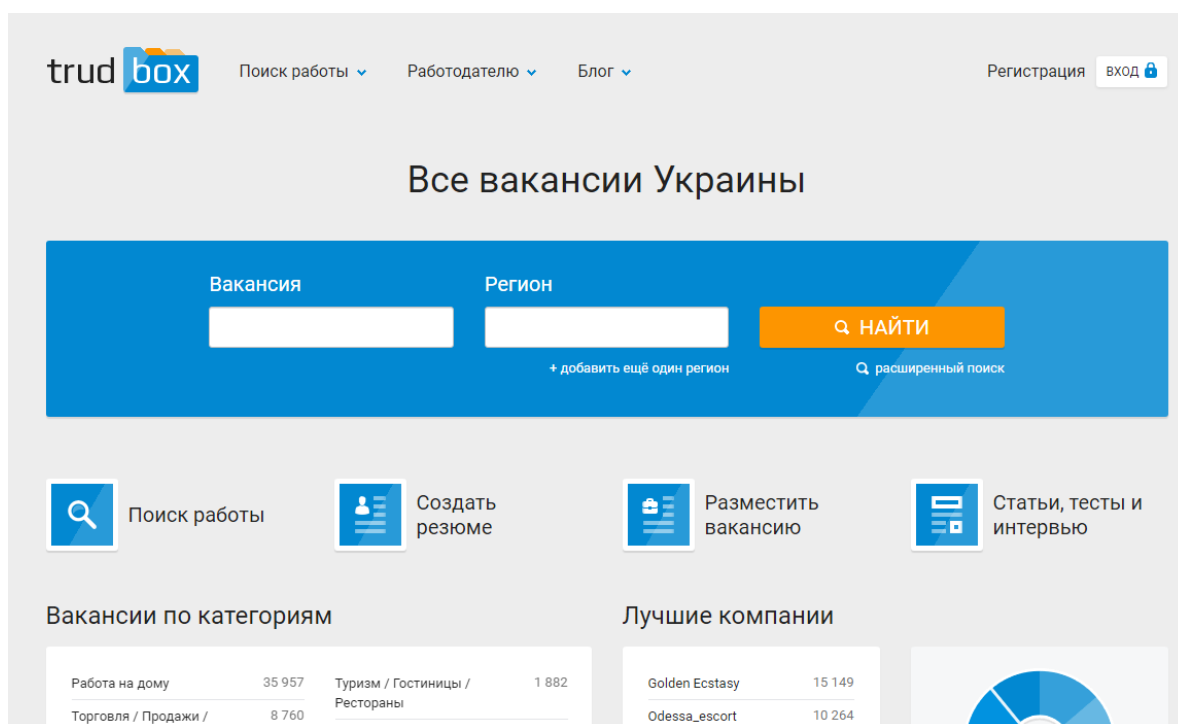 trud box
Поиск работы
Работодателю
Блог
Регистрация
вход
Все вакансии Украины
Вакансия
Регион
НАЙТИ
+ добавить ещё один регион
расширенный поиск
Поиск работы
Создать
резюме
Разместить
вакансию
Статьи, тесты и
интервью
Вакансии по категориям
Работа на дому 35 957
Торговля / Продажи / 8 760
Туризм / Гостиницы / 1 882
Рестораны
Лучшие компании
Golden Ecstasy 15 149
Odessa_escort 10 264